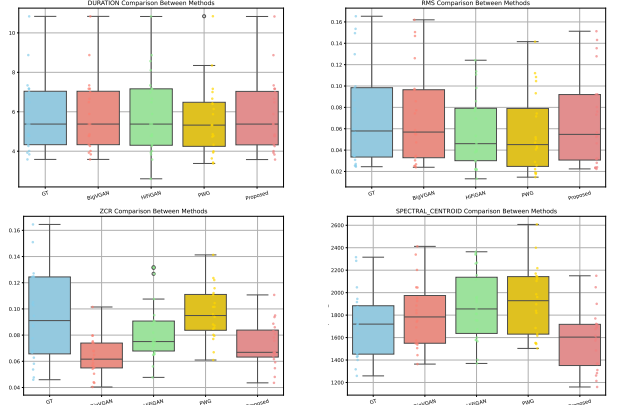 DURATION Comparison Between Methods
10
8
6
4
GT
BigVGAN
HiFiGAN
PWG
Proposed
RMS Comparison Between Methods
0.16
0.14
0.12
0.10
0.08
0.06
0.04
0.02
GT
BigVGAN
HiFiGAN
PWG
Proposed
ZCR Comparison Between Methods
0.16
0.14
0.12
0.10
0.08
0.06
0.04
GT
BigVGAN
HiFiGAN
PWG
Proposed
SPECTRAL_CENTROID Comparison Between Methods
2600
2400
2200
2000
1800
1600
1400
1200
GT
BigVGAN
HiFiGAN
PWG
Proposed